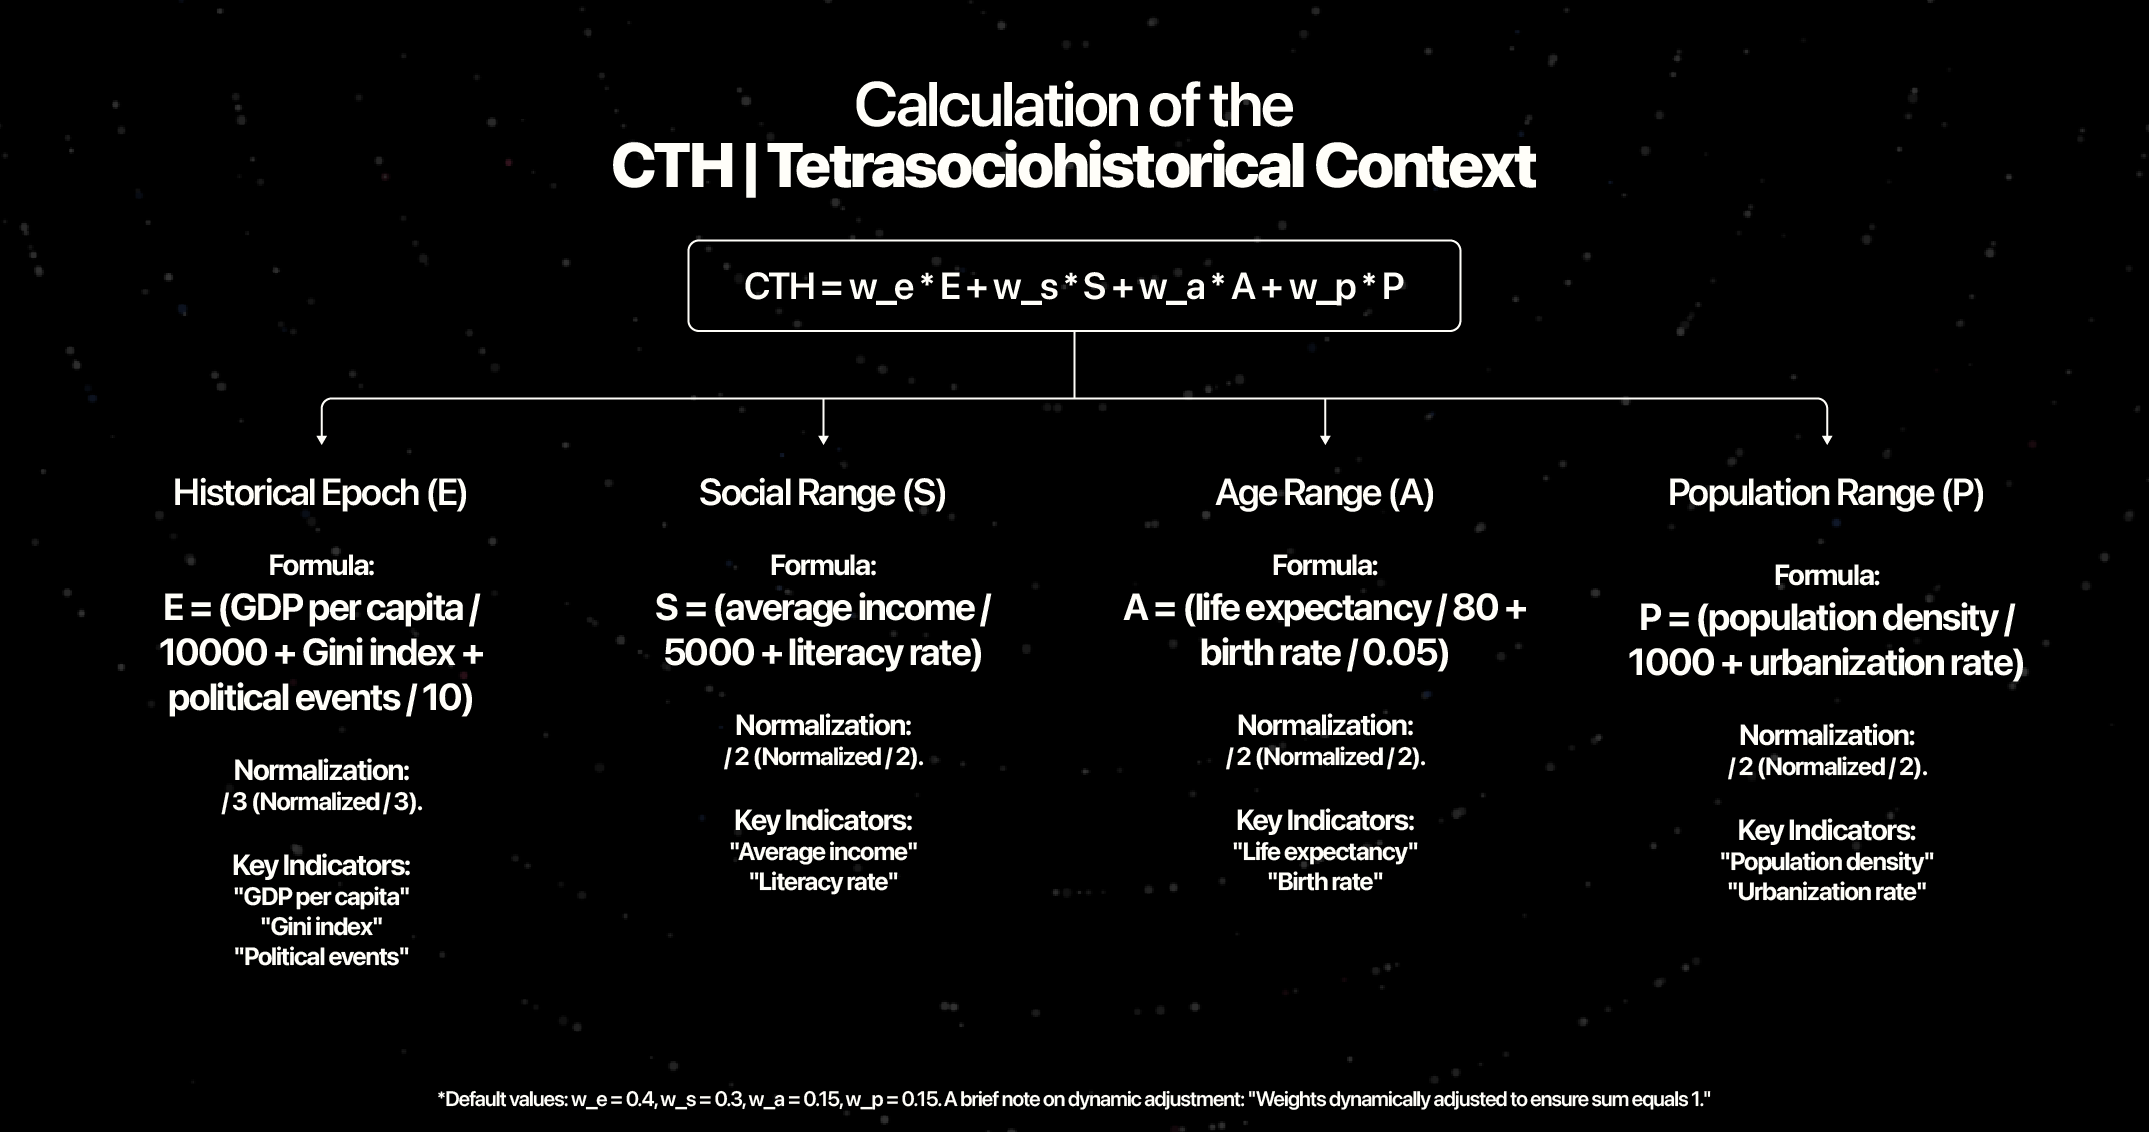 Calculation of the
CTH | Tetrasociohistorical Context
CTH = w_e * E + w_s * S + w_a * A + w_p * P
Historical Epoch (E)
Formula:
E = (GDP per capita /
10000 + Gini index +
political events / 10)
Normalization:
/ 3 (Normalized / 3).
Key Indicators:
"GDP per capita"
"Gini index"
"Political events"
Social Range (S)
Formula:
S = (average income /
5000 + literacy rate)
Normalization:
/ 2 (Normalized / 2).
Key Indicators:
"Average income"
"Literacy rate"
Age Range (A)
Formula:
A = (life expectancy / 80 +
birth rate / 0.05)
Normalization:
/ 2 (Normalized / 2).
Key Indicators:
"Life expectancy"
"Birth rate"
Population Range (P)
Formula:
P = (population density /
1000 + urbanization rate)
Normalization:
/ 2 (Normalized / 2).
Key Indicators:
"Population density"
"Urbanization rate"
*Default values: w_e = 0.4, w_s = 0.3, w_a = 0.15, w_p = 0.15. A brief note on dynamic adjustment: "Weights dynamically adjusted to ensure sum equals 1."